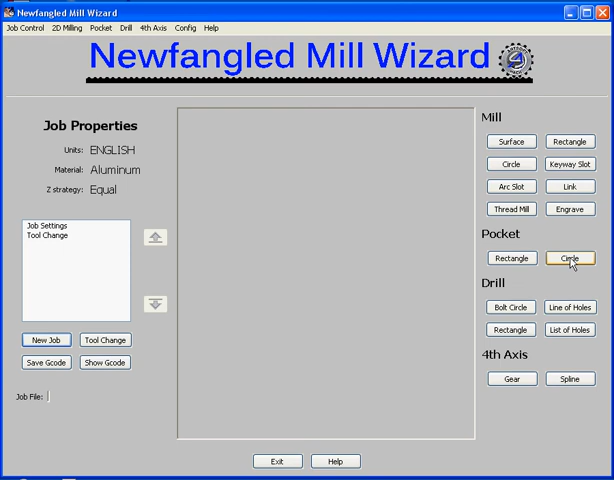 Newfangled Mill Wizard
Job Control 2D Milling Pocket Drill 4th Axis Config Help
Newfangled Mill Wizard
Job Properties
Units: ENGLISH
Material: Aluminum
Z strategy: Equal
Job Settings
Tool Change
New Job Tool Change
Save Gcode Show Gcode
Job File:
Mill
Surface Rectangle
Circle Keyway Slot
Arc Slot Link
Thread Mill Engrave
Pocket
Rectangle Circle
Drill
Bolt Circle Line of Holes
Rectangle List of Holes
4th Axis
Gear Spline
Exit Help